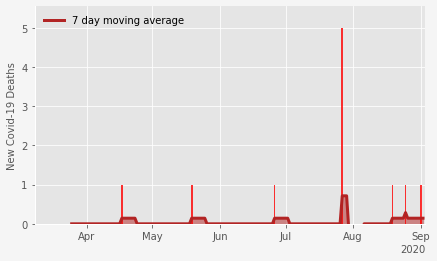 7 day moving average
New Covid-19 Deaths
5
4
3
2
1
0
Apr
May
Jun
Jul
Aug
Sep
2020